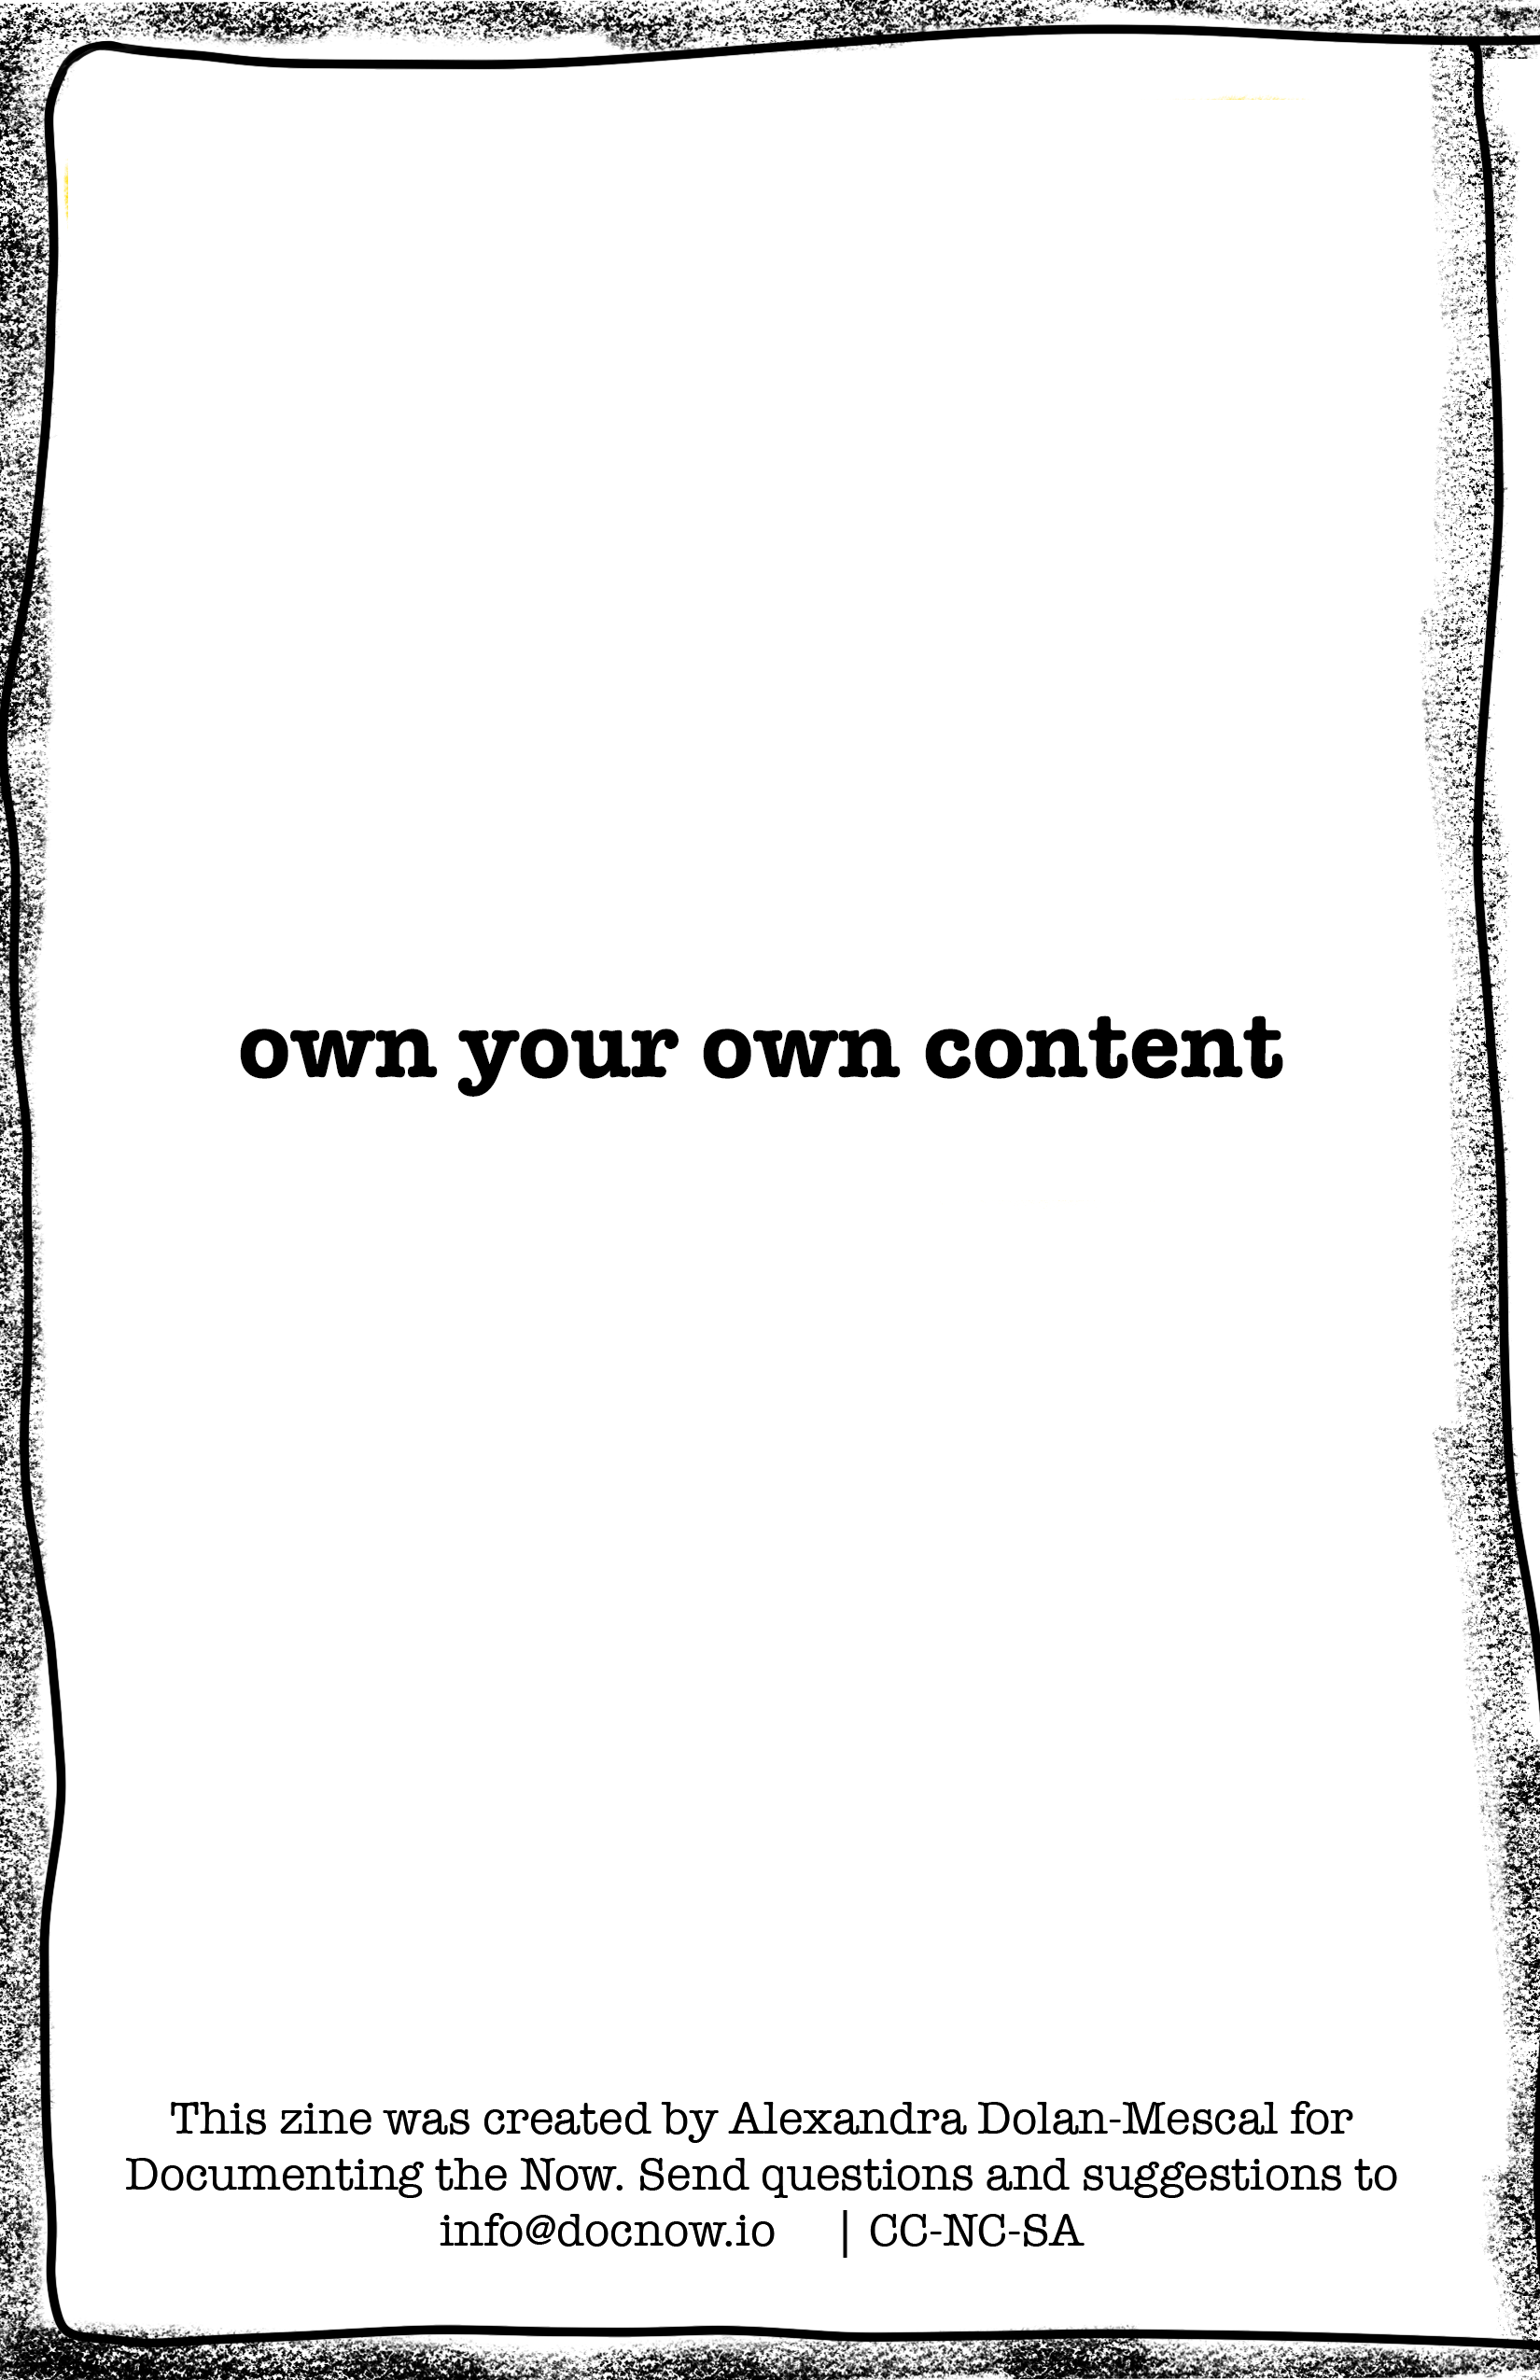 own your own content
This zine was created by Alexandra Dolan-Mescal for
Documenting the Now. Send questions and suggestions to
info@docnow.io | CC-NC-SA